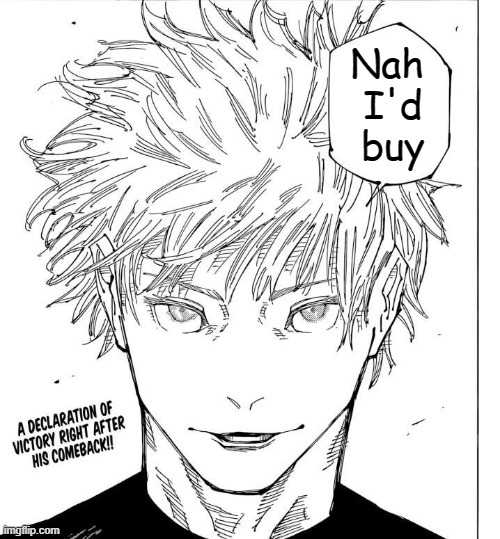 Nah
I'd
buy
A DECLARATION OF
VICTORY RIGHT AFTER
HIS COMEBACK!!
imgflip.com